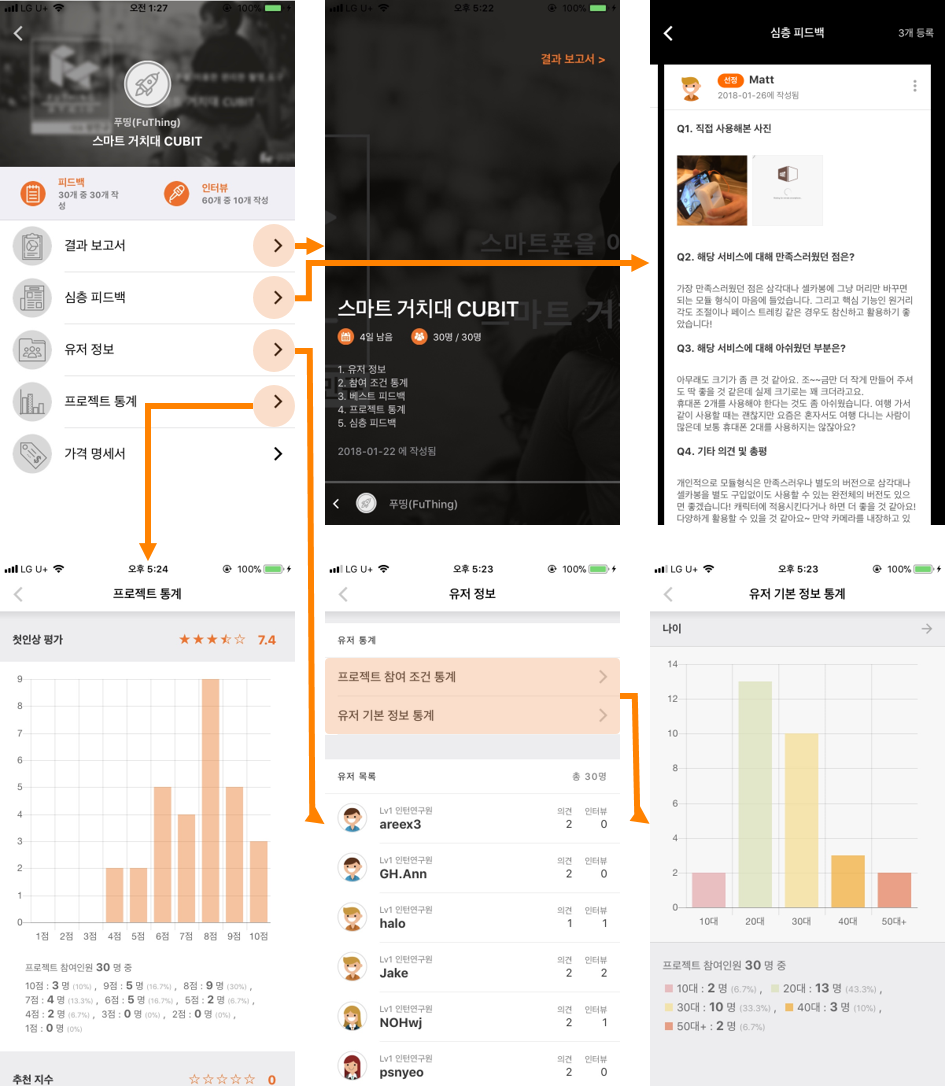 LG U+ 오전 1:27 100%
푸띵(FuThing)
스마트 거치대 CUBIT
피드백
30개 중 30개 작
성
인터뷰
60개 중 10개 작성
결과 보고서
심층 피드백
유저 정보
프로젝트 통계
가격 명세서
LG U+ 오후 5:22 100%
결과 보고서 >
스마트폰을
스마트 거치대 CUBIT
4일 남음 30명 / 30명
1. 유저 정보
2. 참여 조건 통계
3. 베스트 피드백
4. 프로젝트 통계
5. 심층 피드백
2018-01-22 에 작성됨
푸띵(FuThing)
심층 피드백 3개 등록
선정 Matt
2018-01-26에 작성됨
Q1. 직접 사용해본 사진
Q2. 해당 서비스에 대해 만족스러웠던 점은?
가장 만족스러웠던 점은 삼각대나 셀카봉에 그냥 머리만 바꾸면
되는 모듈 형식이 마음에 들었습니다. 그리고 핵심 기능인 원거리
각도 조절이나 페이스 트레킹 같은 경우도 참신하고 활용하기 좋
았습니다!
Q3. 해당 서비스에 대해 아쉬웠던 부분은?
아무래도 크기가 좀 큰 것 같아요. 조~~금만 더 작게 만들어 주셔
도 딱 좋을 것 같은데 실제 크기로는 꽤 크더라고요.
휴대폰 2개를 사용해야 한다는 것도 좀 아쉬웠습니다. 여행 가서
같이 사용할 때는 괜찮지만 요즘은 혼자서도 여행 다니는 사람이
많은데 보통 휴대폰 2대를 사용하지는 않잖아요?
Q4. 기타 의견 및 총평
개인적으로 모듈형식은 만족스러우나 별도의 버전으로 삼각대나
셀카봉을 별도 구입없이도 사용할 수 있는 완전체의 버전도 있으
면 좋겠습니다! 캐릭터에 적용시킨다거나 하면 더 좋을 것 같아요!
다양하게 활용할 수 있을 것 같아요~ 만약 카메라를 내장하고 있
LG U+ 오후 5:24 100%
프로젝트 통계
첫인상 평가 ★★★☆ 7.4
9
8
7
6
5
4
3
2
1
0
1점 2점 3점 4점 5점 6점 7점 8점 9점 10점
프로젝트 참여인원 30 명 중
10점 : 3 명 (10%) , 9점 : 5 명 (16.7%) , 8점 : 9 명 (30%) ,
7점 : 4 명 (13.3%) , 6점 : 5 명 (16.7%) , 5점 : 2 명 (6.7%) ,
4점 : 2 명 (6.7%) , 3점 : 0 명 (0%) , 2점 : 0 명 (0%) ,
1점 : 0 명 (0%)
추천 지수 ☆☆☆☆☆ 0
LG U+ 오후 5:23 100%
유저 정보
유저 통계
프로젝트 참여 조건 통계
유저 기본 정보 통계
유저 목록 총 30명
Lv1 인턴연구원 의견 인터뷰
areex3 2 0
Lv1 인턴연구원 의견 인터뷰
GH.Ann 2 0
Lv1 인턴연구원 의견 인터뷰
halo 1 1
Lv1 인턴연구원 의견 인터뷰
Jake 2 2
Lv1 인턴연구원 의견 인터뷰
NOHwj 2 1
Lv1 인턴연구원 의견 인터뷰
psnyeo 2 0
LG U+ 오후 5:23 100%
유저 기본 정보 통계
나이
14
12
10
8
6
4
2
0
10대 20대 30대 40대 50대+
프로젝트 참여인원 30 명 중
10대 : 2 명 (6.7%) , 20대 : 13 명 (43.3%) ,
30대 : 10 명 (33.3%) , 40대 : 3 명 (10%) ,
50대+ : 2 명 (6.7%)